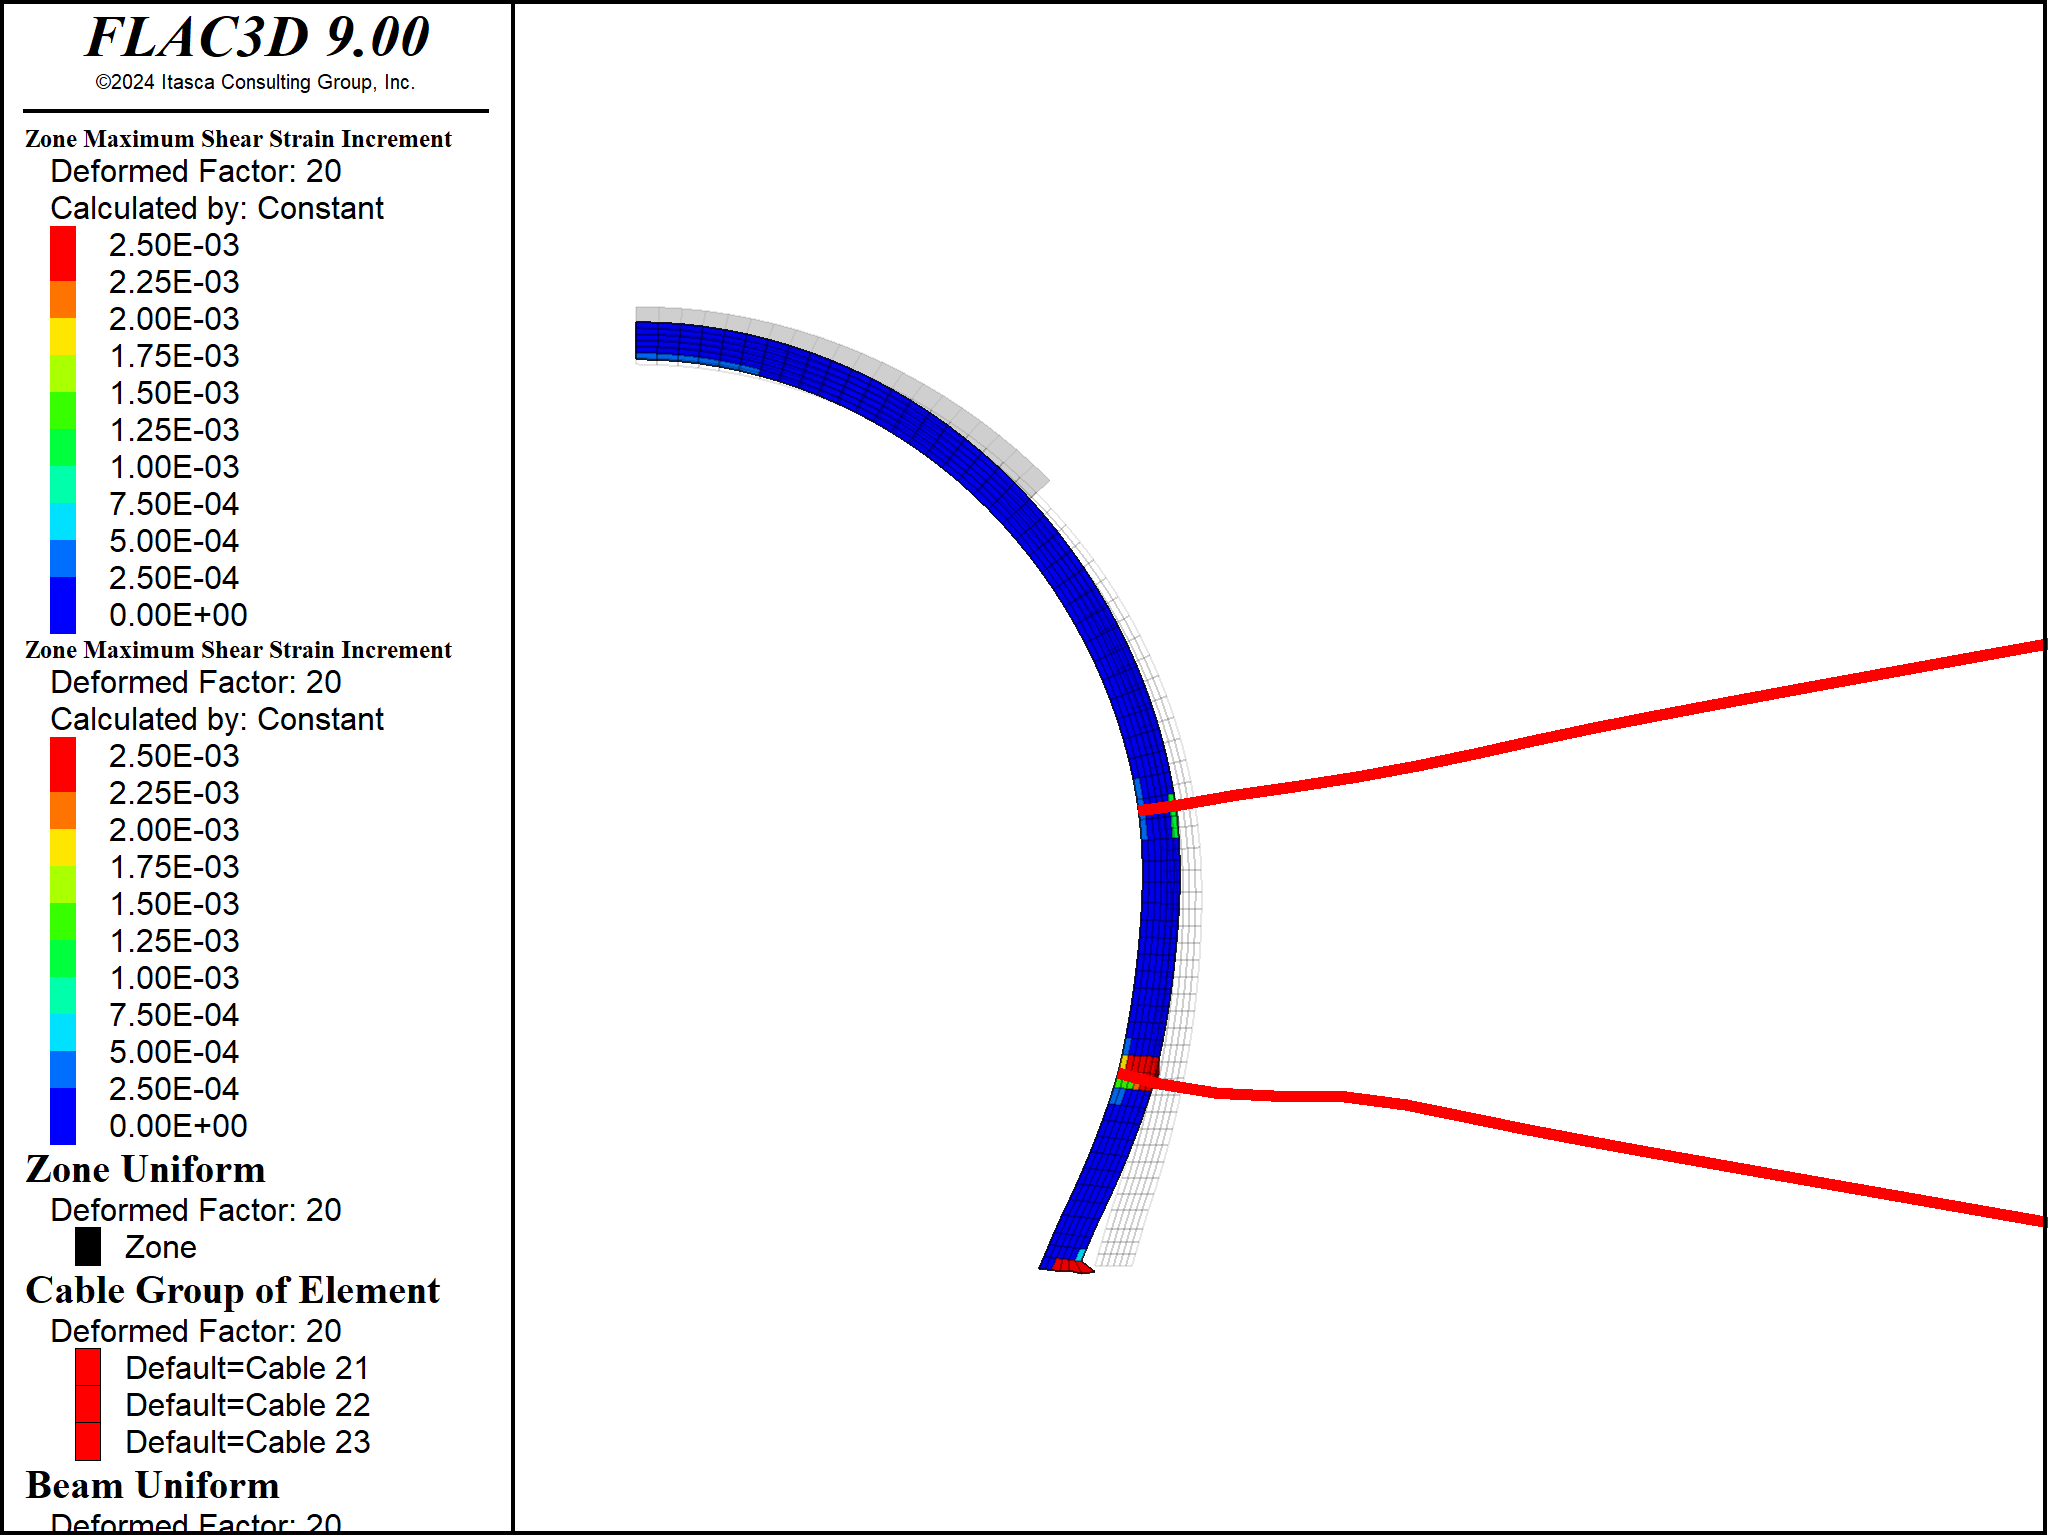 FLAC3D 9.00
©2024 Itasca Consulting Group, Inc.
Zone Maximum Shear Strain Increment
Deformed Factor: 20
Calculated by: Constant
2.50E-03
2.25E-03
2.00E-03
1.75E-03
1.50E-03
1.25E-03
1.00E-03
7.50E-04
5.00E-04
2.50E-04
0.00E+00
Zone Maximum Shear Strain Increment
Deformed Factor: 20
Calculated by: Constant
2.50E-03
2.25E-03
2.00E-03
1.75E-03
1.50E-03
1.25E-03
1.00E-03
7.50E-04
5.00E-04
2.50E-04
0.00E+00
Zone Uniform
Deformed Factor: 20
Zone
Cable Group of Element
Deformed Factor: 20
Default=Cable 21
Default=Cable 22
Default=Cable 23
Beam Uniform
Deformed Factor: 20